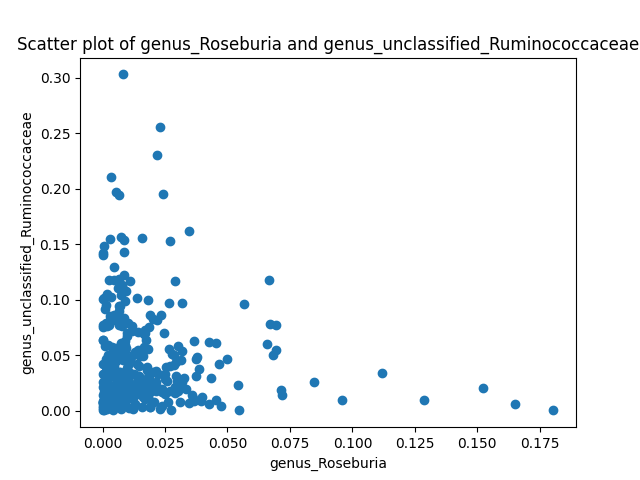 Scatter plot of genus_Roseburia and genus_unclassified_Ruminococcaceae
genus_unclassified_Ruminococcaceae
0.30
0.25
0.20
0.15
0.10
0.05
0.00
0.000 0.025 0.050 0.075 0.100 0.125 0.150 0.175
genus_Roseburia